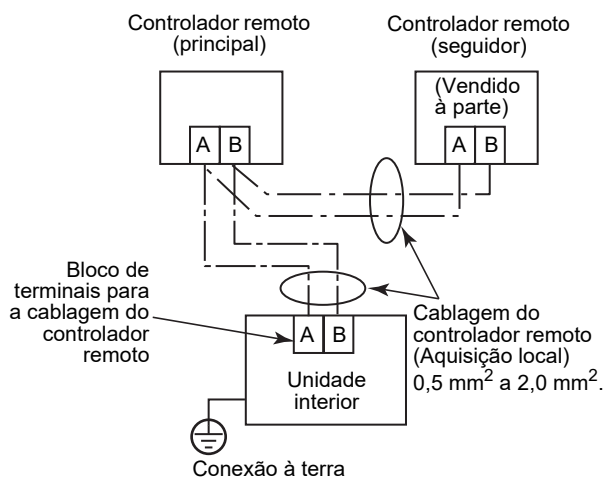 Controlador remoto
(principal)
Controlador remoto
(seguidor)
(Vendido
à parte)
A B
A B
Bloco de
terminais para
a cablagem do
controlador
remoto
A B
Unidade
interior
Cablagem do
controlador remoto
(Aquisição local)
0,5 mm² a 2,0 mm².
Conexão à terra